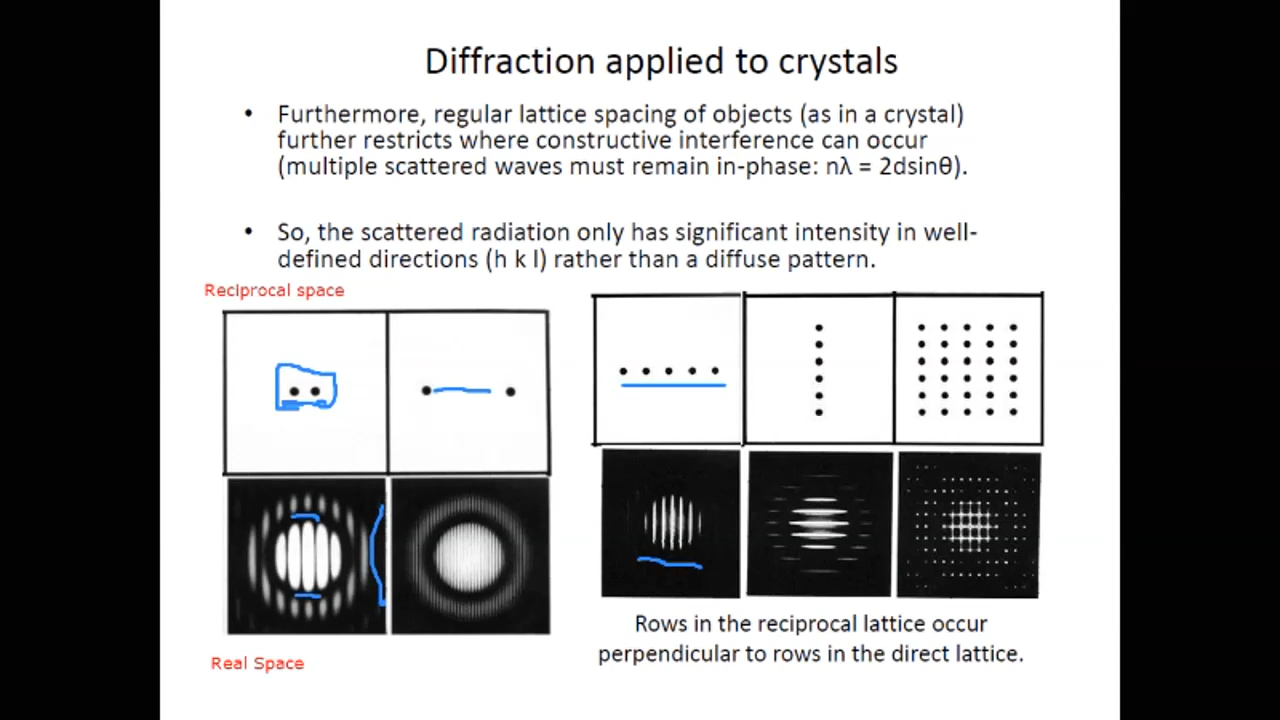 Diffraction applied to crystals
• Furthermore, regular lattice spacing of objects (as in a crystal)
further restricts where constructive interference can occur
(multiple scattered waves must remain in-phase: nλ = 2dsinθ).
• So, the scattered radiation only has significant intensity in well-
defined directions (h k l) rather than a diffuse pattern.
Reciprocal space
Real Space
Rows in the reciprocal lattice occur
perpendicular to rows in the direct lattice.